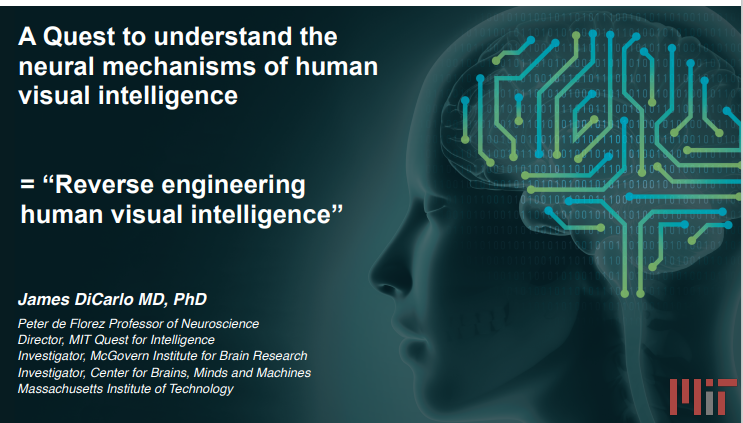 A Quest to understand the
neural mechanisms of human
visual intelligence
= “Reverse engineering
human visual intelligence”
James DiCarlo MD, PhD
Peter de Florez Professor of Neuroscience
Director, MIT Quest for Intelligence
Investigator, McGovern Institute for Brain Research
Investigator, Center for Brains, Minds and Machines
Massachusetts Institute of Technology
MIT